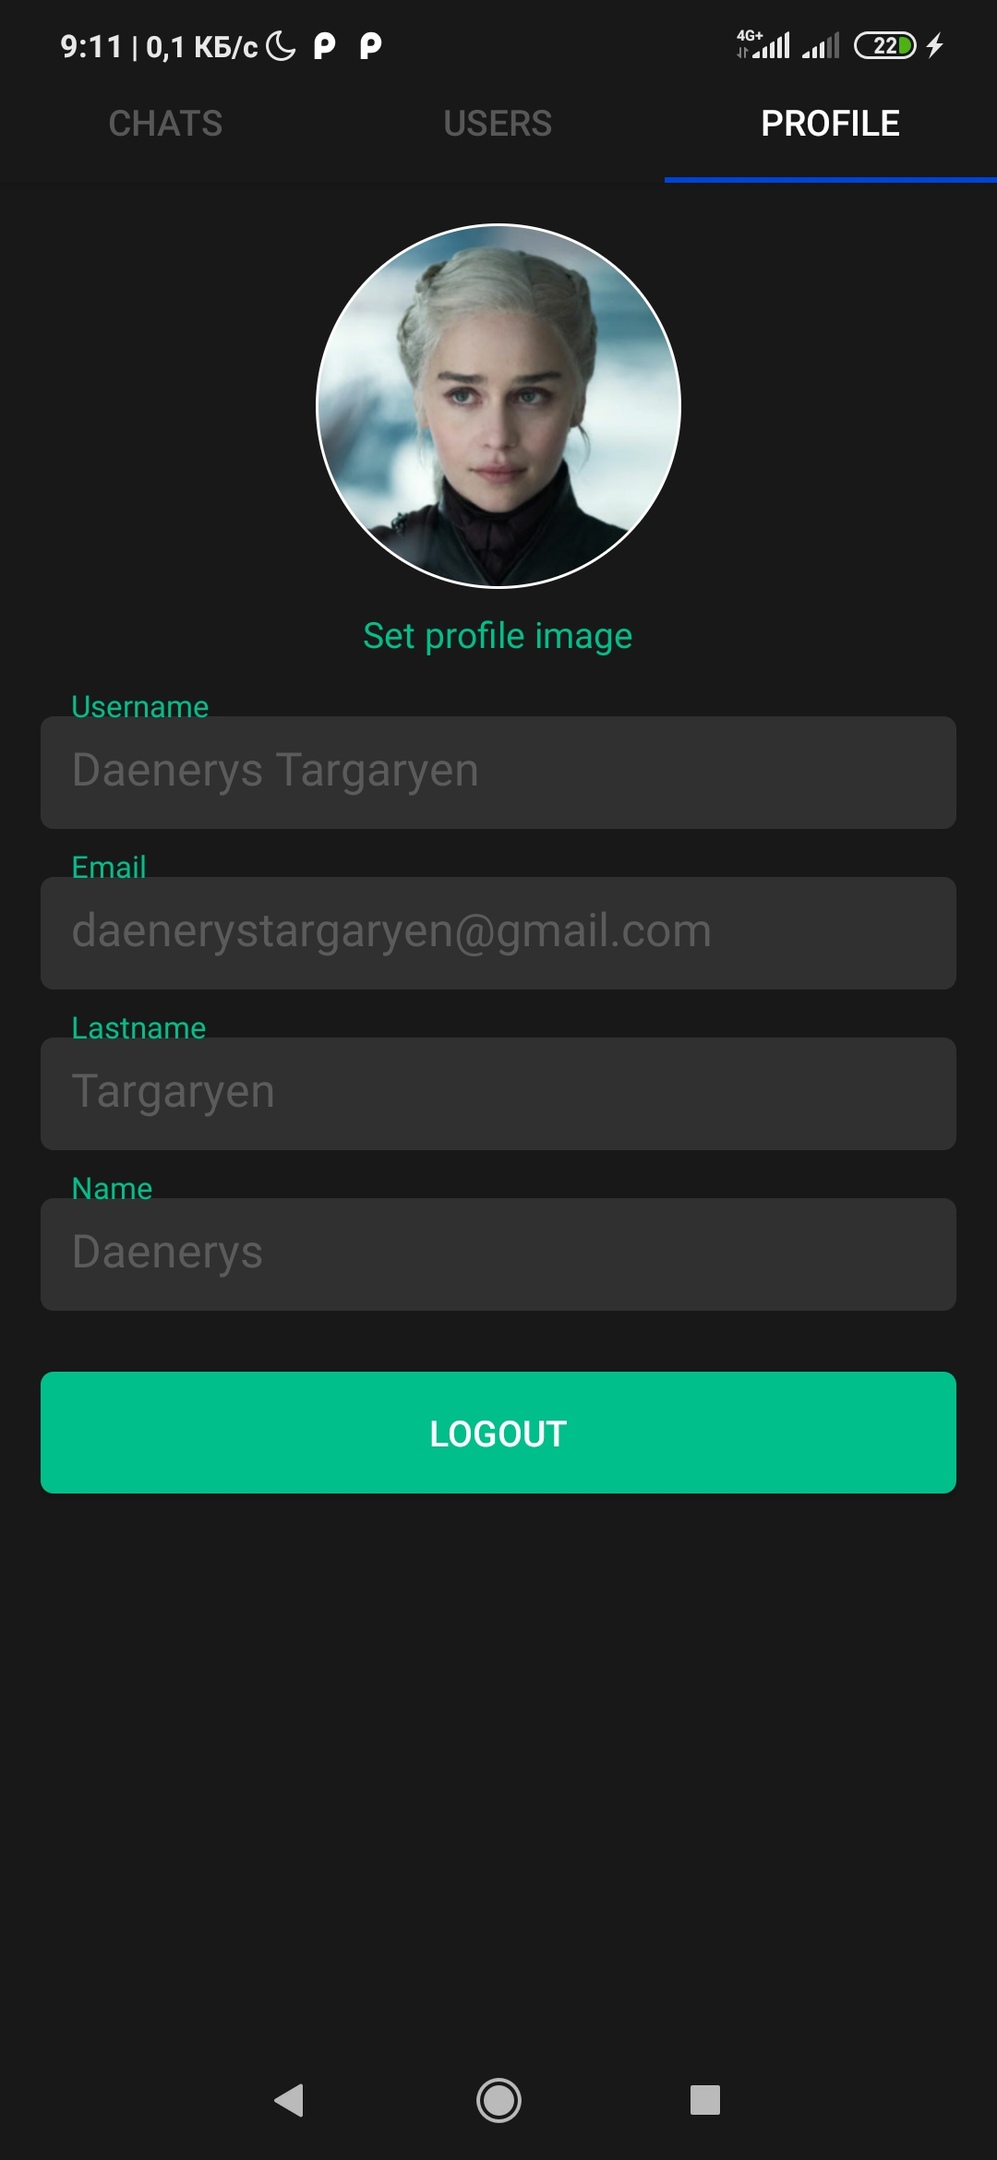 9:11 | 0,1 КБ/с
4G+ 22
CHATS USERS PROFILE
Set profile image
Username
Daenerys Targaryen
Email
daenerystargaryen@gmail.com
Lastname
Targaryen
Name
Daenerys
LOGOUT